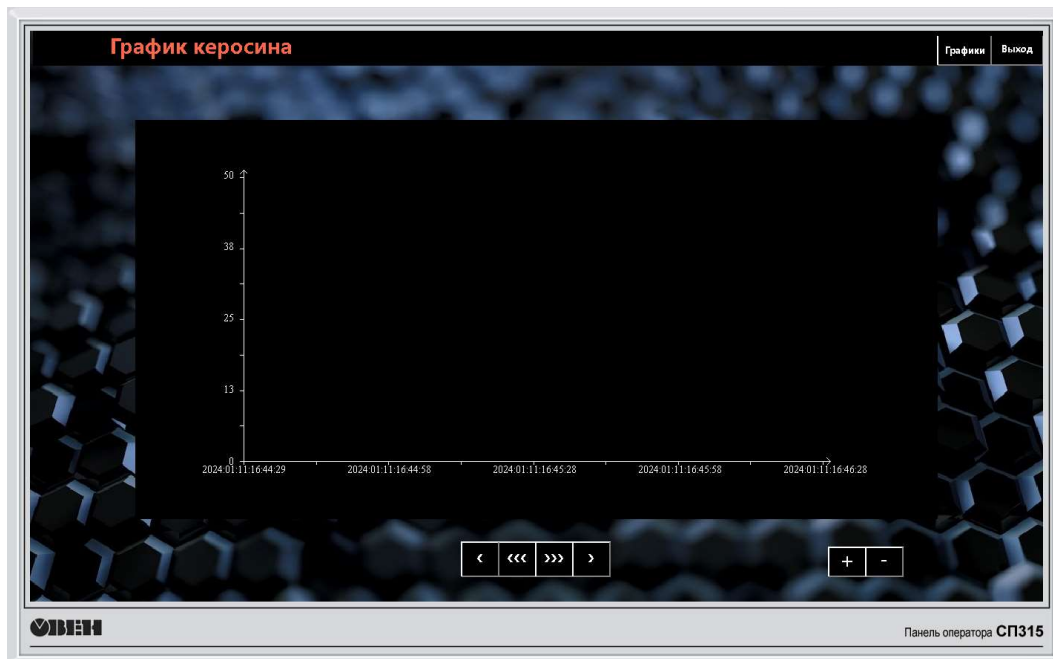 График керосина
Графики Выход
50
38
25
13
0
2024:01:11:16:44:29 2024:01:11:16:44:58 2024:01:11:16:45:28 2024:01:11:16:45:58 2024:01:11:16:46:28
‹ ‹‹‹ ››› ›
+ -
ОВЕН
Панель оператора СП315